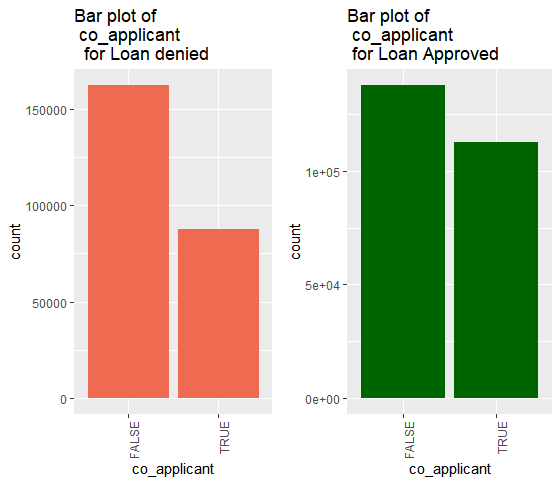 Bar plot of
co_applicant
for Loan denied
150000
100000
50000
0
count
FALSE
TRUE
co_applicant
Bar plot of
co_applicant
for Loan Approved
1e+05
5e+04
0e+00
count
FALSE
TRUE
co_applicant